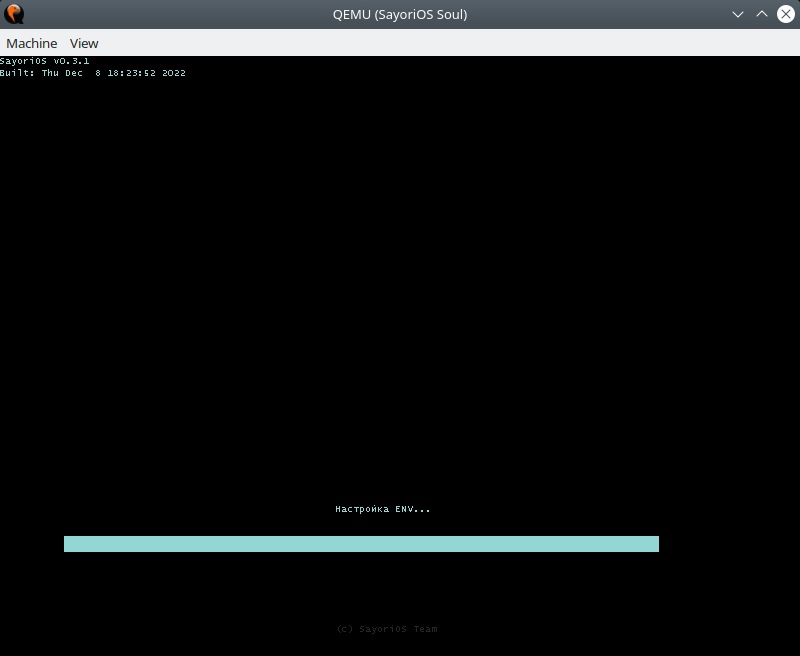 QEMU (SayoriOS Soul)
Machine View
SayoriOS v0.3.1
Built: Thu Dec  8 18:23:52 2022
Настройка ENV...
(c) SayoriOS Team